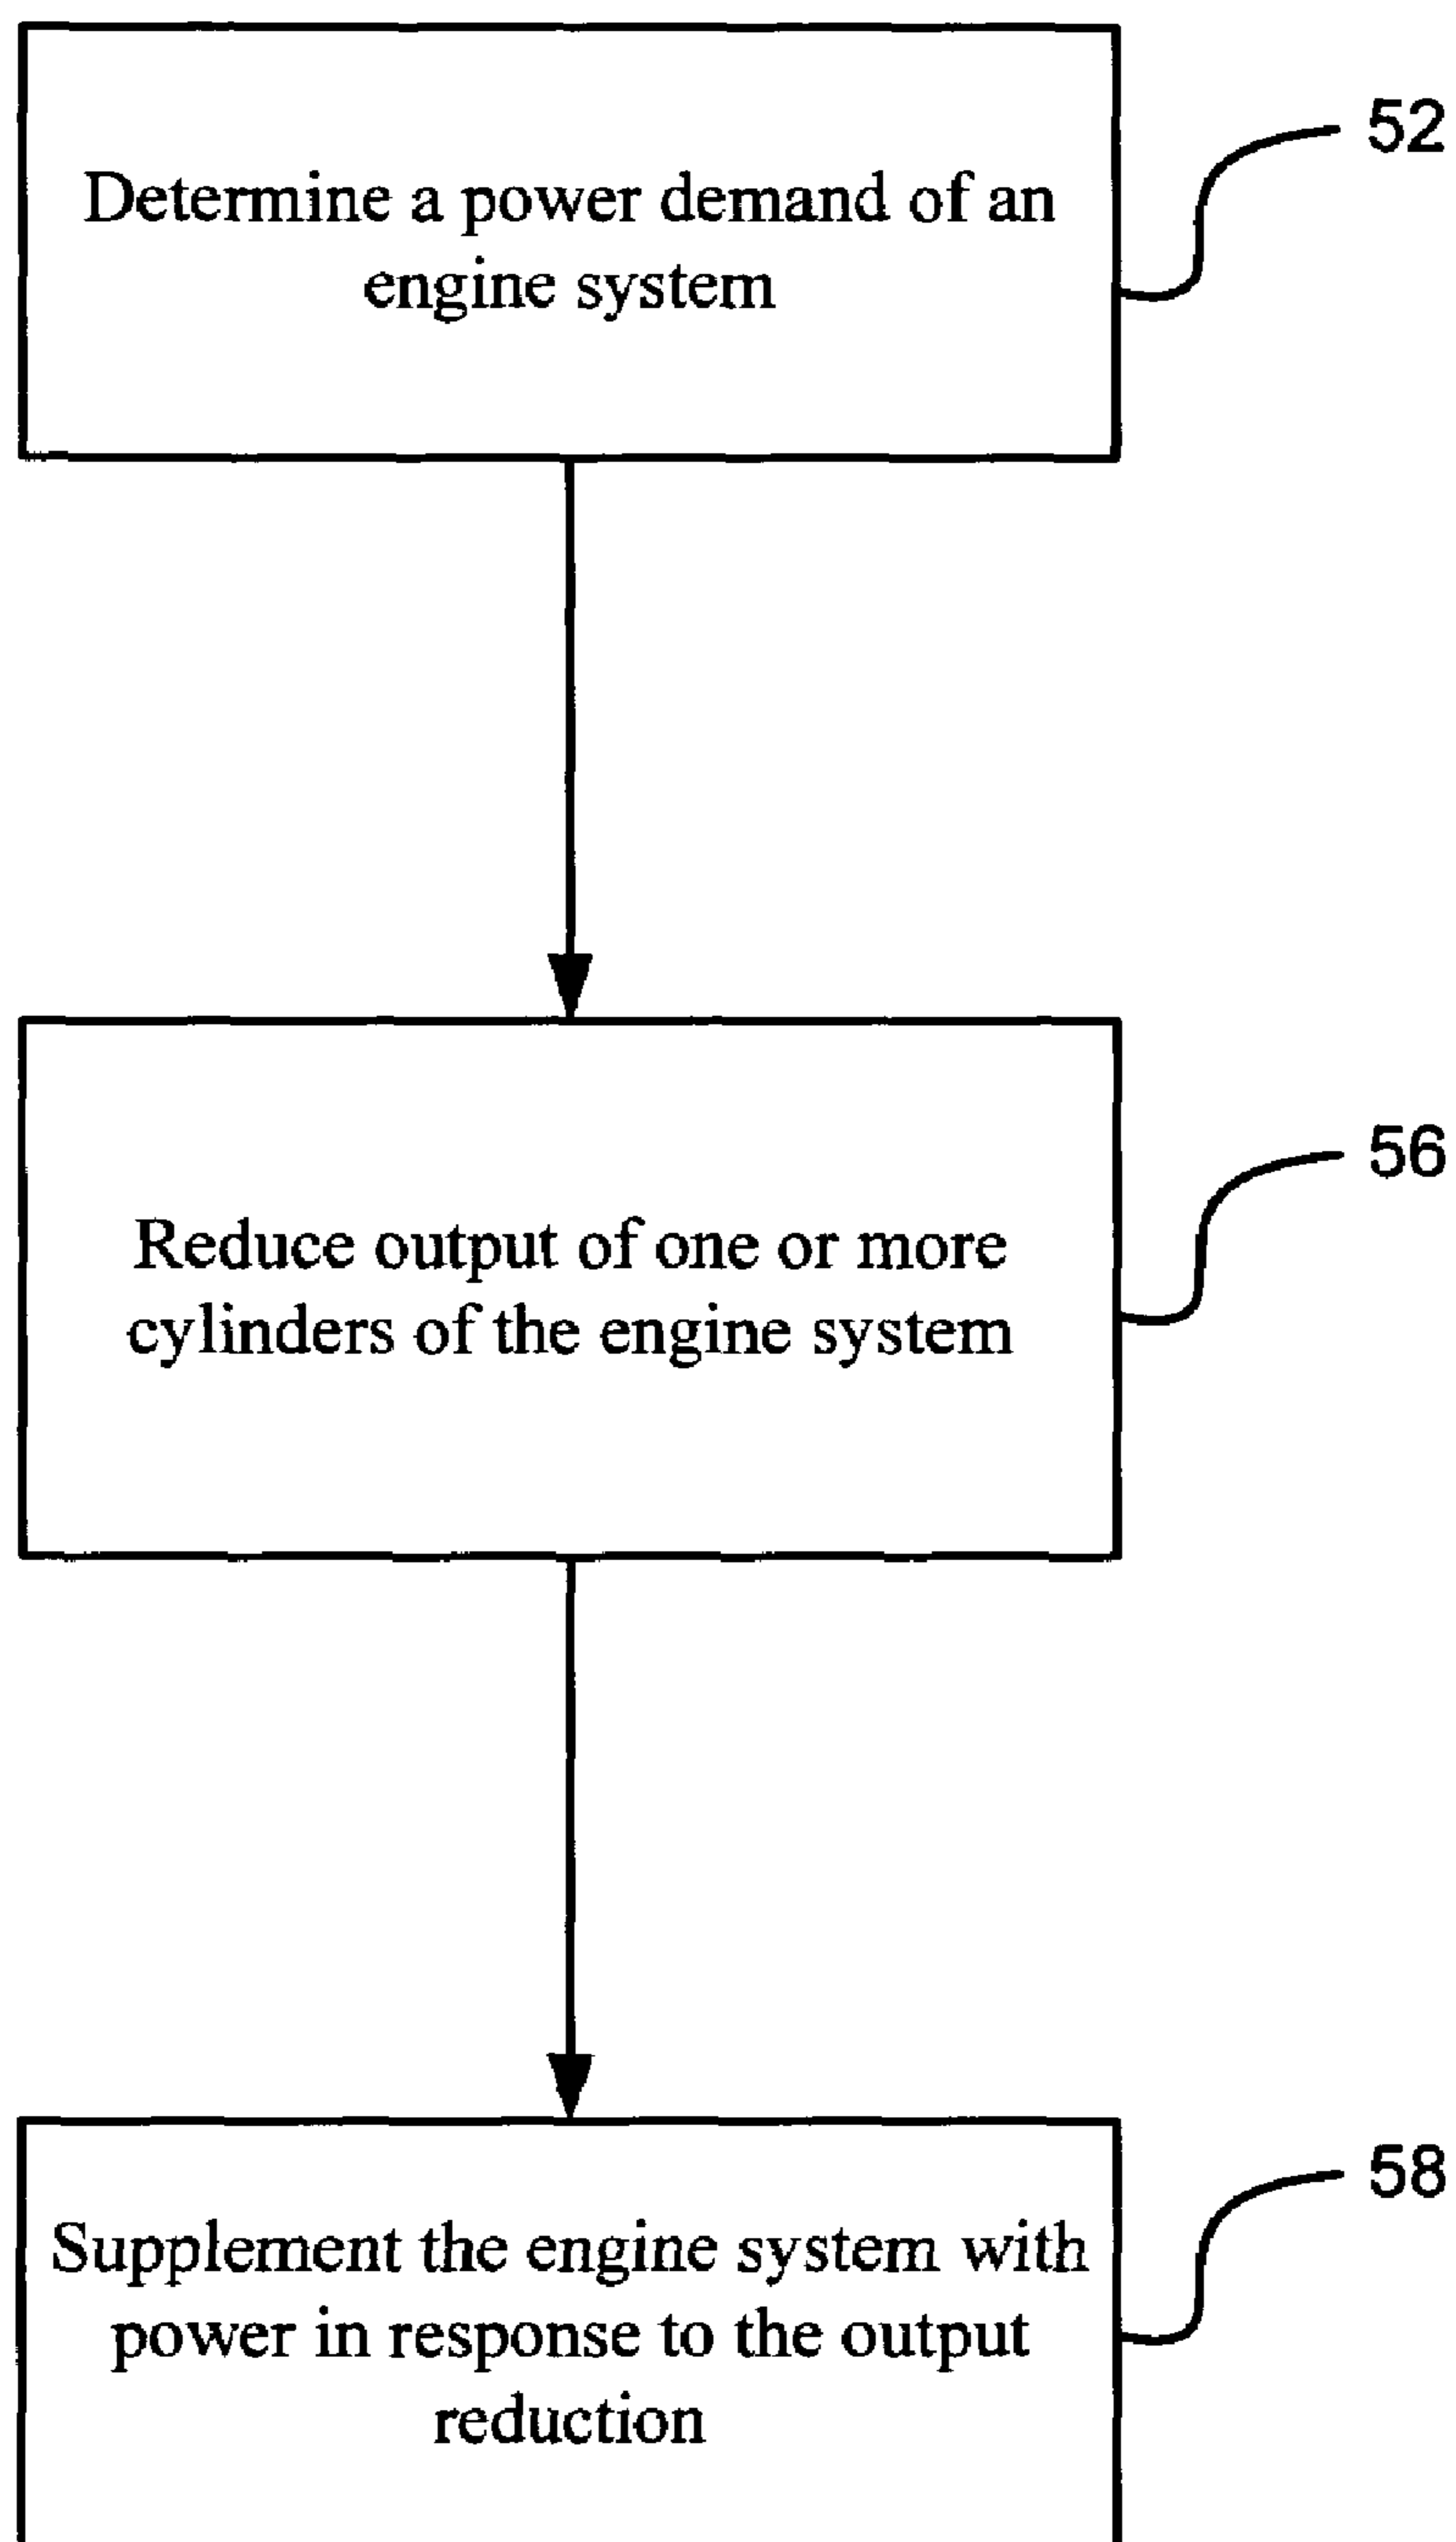 52
Determine a power demand of an
engine system
56
Reduce output of one or more
cylinders of the engine system
58
Supplement the engine system with
power in response to the output
reduction